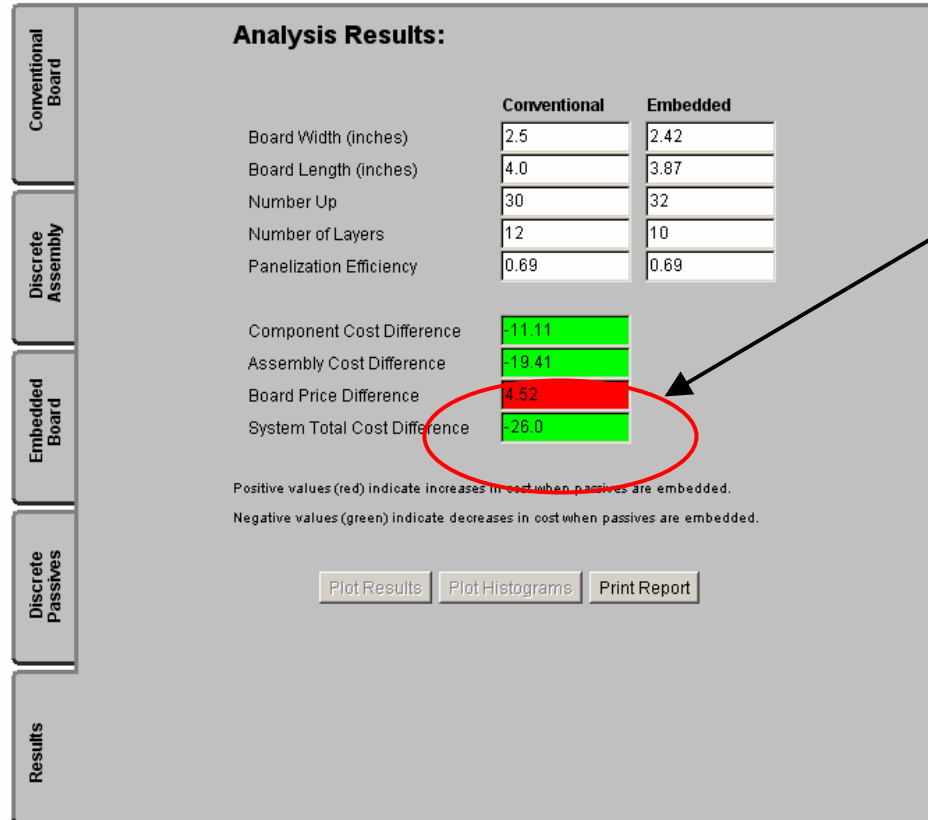 Conventional
Board
Discrete
Assembly
Embedded
Board
Discrete
Passives
Results
Analysis Results:
Conventional Embedded
Board Width (inches) 2.5 2.42
Board Length (inches) 4.0 3.87
Number Up 30 32
Number of Layers 12 10
Panelization Efficiency 0.69 0.69
Component Cost Difference -11.11
Assembly Cost Difference -19.41
Board Price Difference 4.52
System Total Cost Difference -26.0
Positive values (red) indicate increases in cost when passives are embedded.
Negative values (green) indicate decreases in cost when passives are embedded.
Plot Results Plot Histograms Print Report